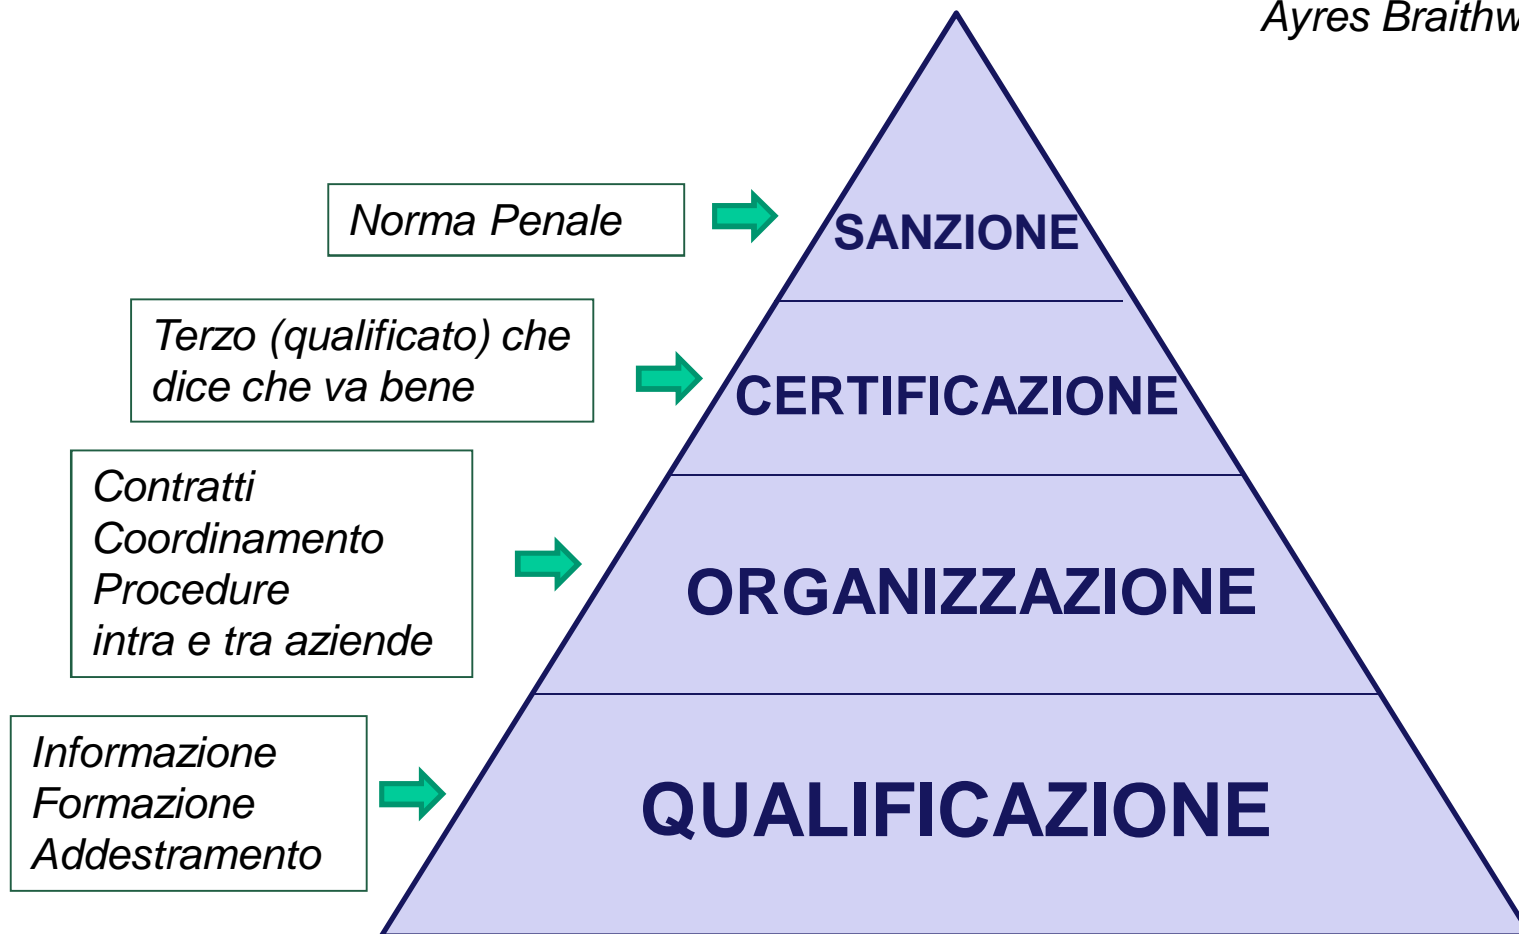 Ayres
Norma Penale
SANZIONE
Terzo (qualificato) che
dice che va bene
CERTIFICAZIONE
Contratti
Coordinamento
Procedure
intra e tra aziende
ORGANIZZAZIONE
Informazione
Formazione
Addestramento
QUALIFICAZIONE